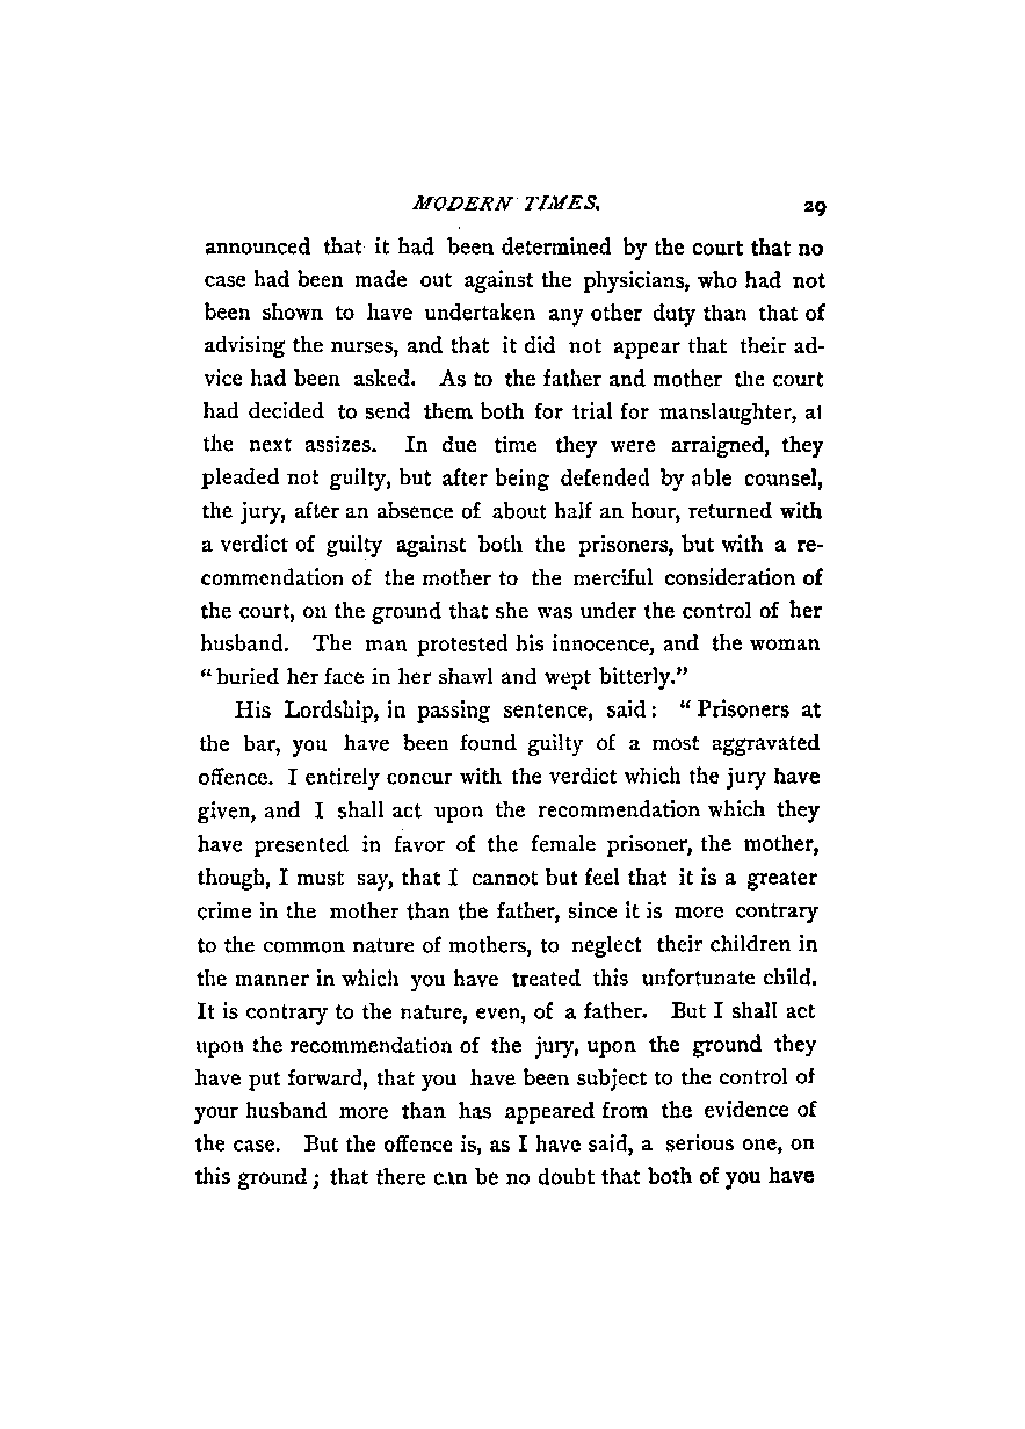 MODERN TIMES. 29
announced that it had been determined by the court that no
case had been made out against the physicians, who had not
been shown to have undertaken any other duty than that of
advising the nurses, and that it did not appear that their ad-
vice had been asked. As to the father and mother the court
had decided to send them both for trial for manslaughter, at
the next assizes. In due time they were arraigned, they
pleaded not guilty, but after being defended by able counsel,
the jury, after an absence of about half an hour, returned with
a verdict of guilty against both the prisoners, but with a re-
commendation of the mother to the merciful consideration of
the court, on the ground that she was under the control of her
husband. The man protested his innocence, and the woman
“buried her face in her shawl and wept bitterly.”
His Lordship, in passing sentence, said: “Prisoners at
the bar, you have been found guilty of a most aggravated
offence. I entirely concur with the verdict which the jury have
given, and I shall act upon the recommendation which they
have presented in favor of the female prisoner, the mother,
though, I must say, that I cannot but feel that it is a greater
crime in the mother than the father, since it is more contrary
to the common nature of mothers, to neglect their children in
the manner in which you have treated this unfortunate child.
It is contrary to the nature, even, of a father. But I shall act
upon the recommendation of the jury, upon the ground they
have put forward, that you have been subject to the control of
your husband more than has appeared from the evidence of
the case. But the offence is, as I have said, a serious one, on
this ground; that there can be no doubt that both of you have